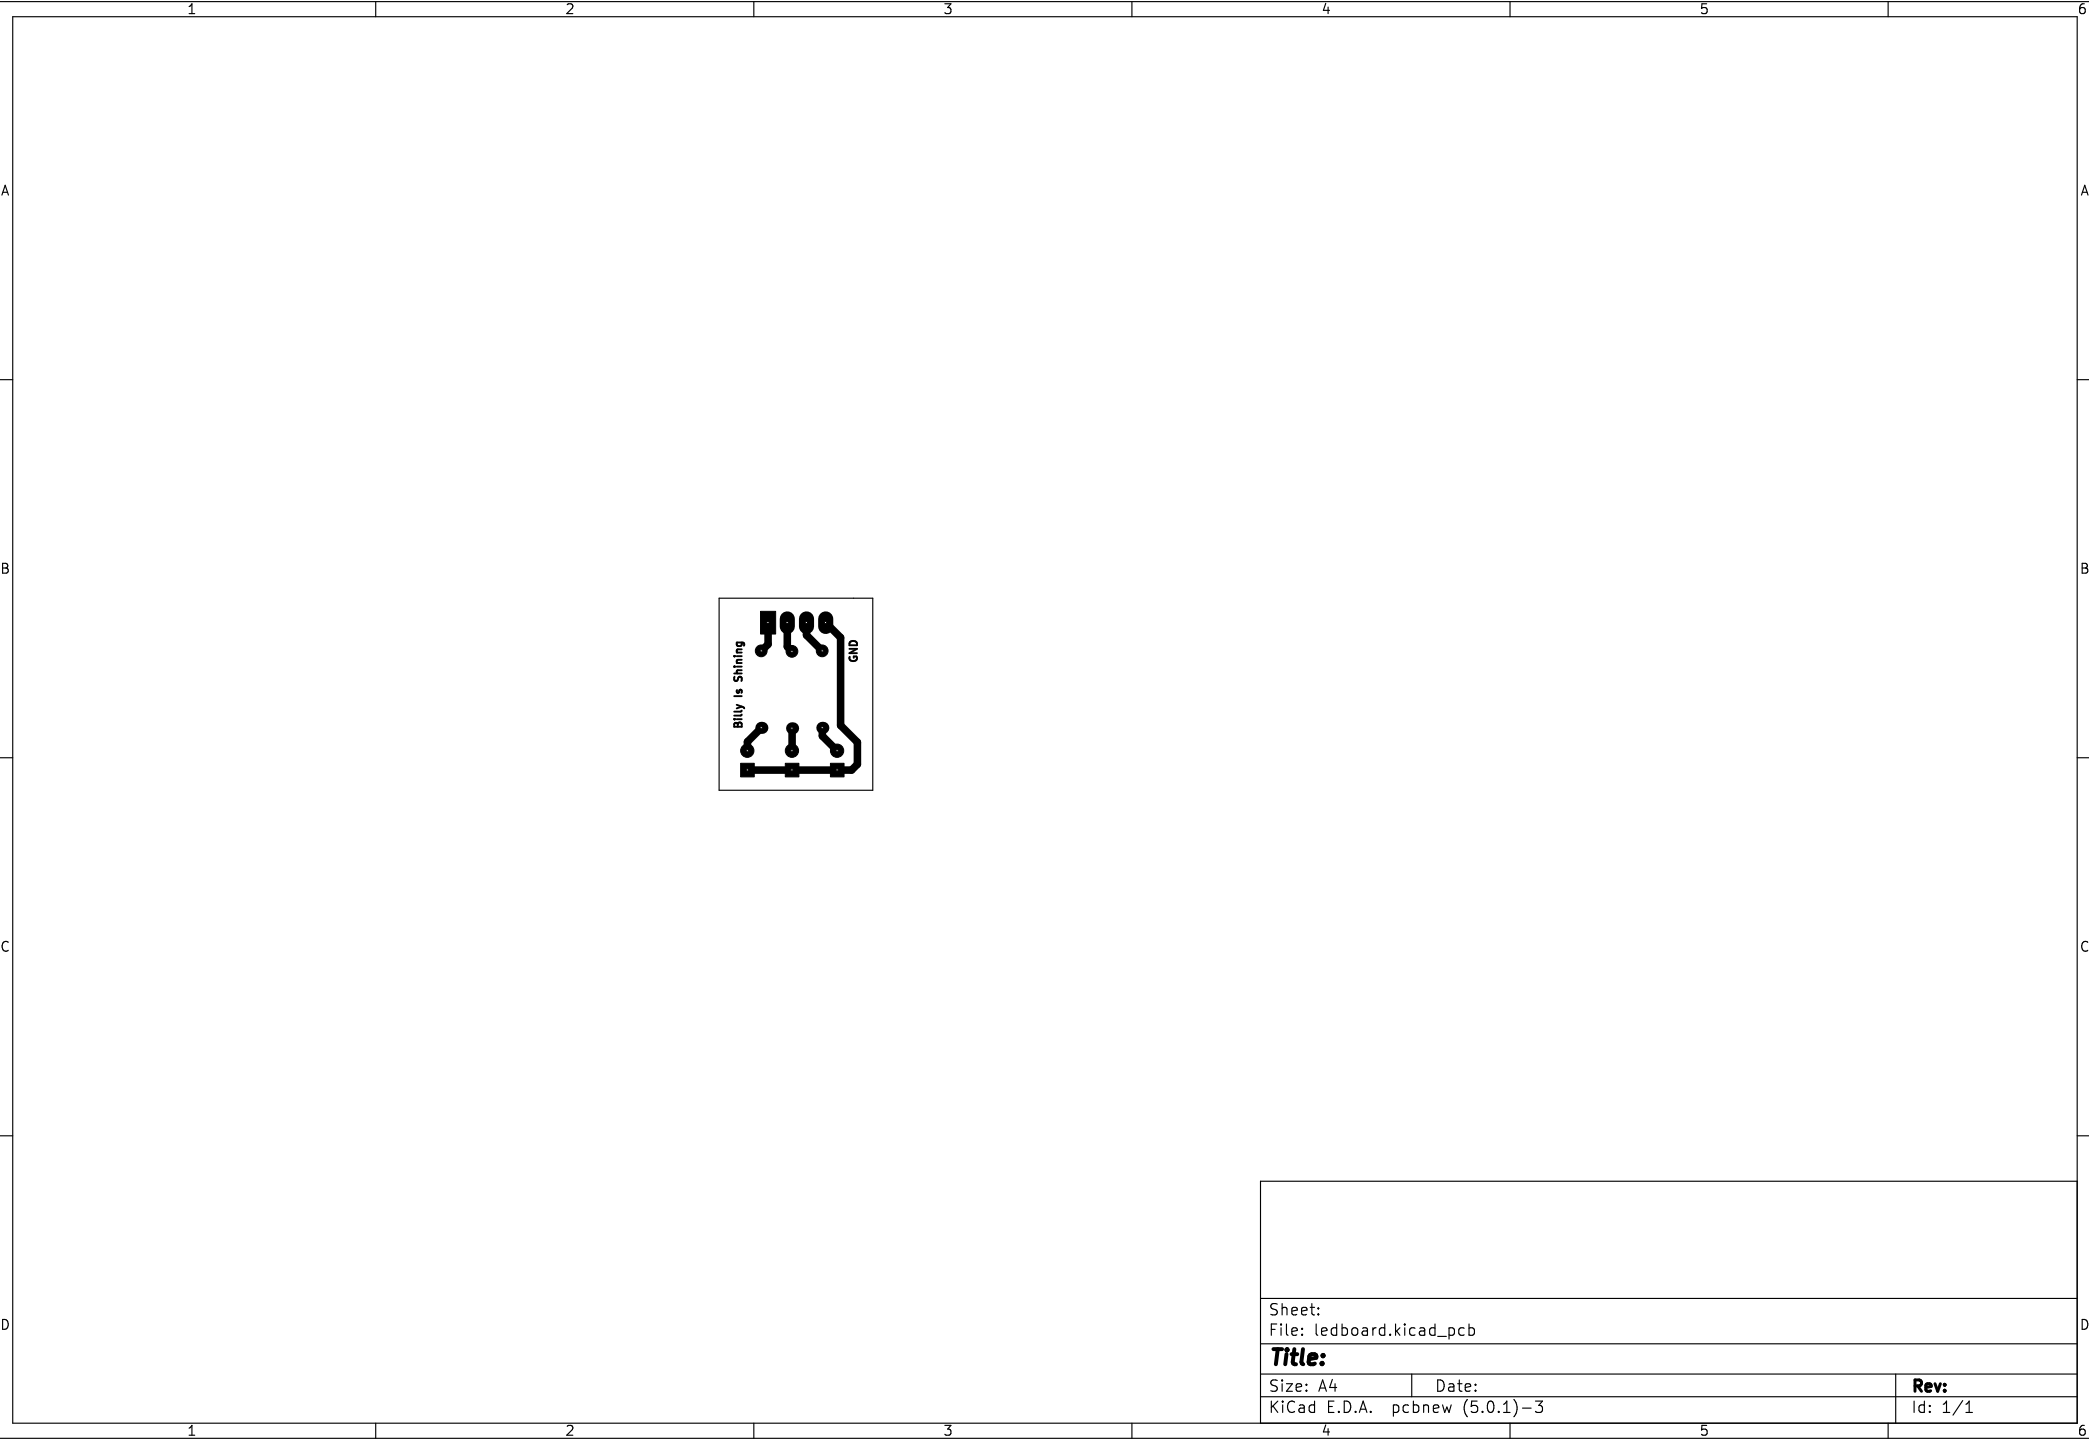 1 2 3 4 5 6
A A
B B
Billy Is Shining
GND
C C
D D
Sheet:
File: ledboard.kicad_pcb
Title:
Size: A4 Date: Rev:
KiCad E.D.A. pcbnew (5.0.1)-3 Id: 1/1
1 2 3 4 5 6